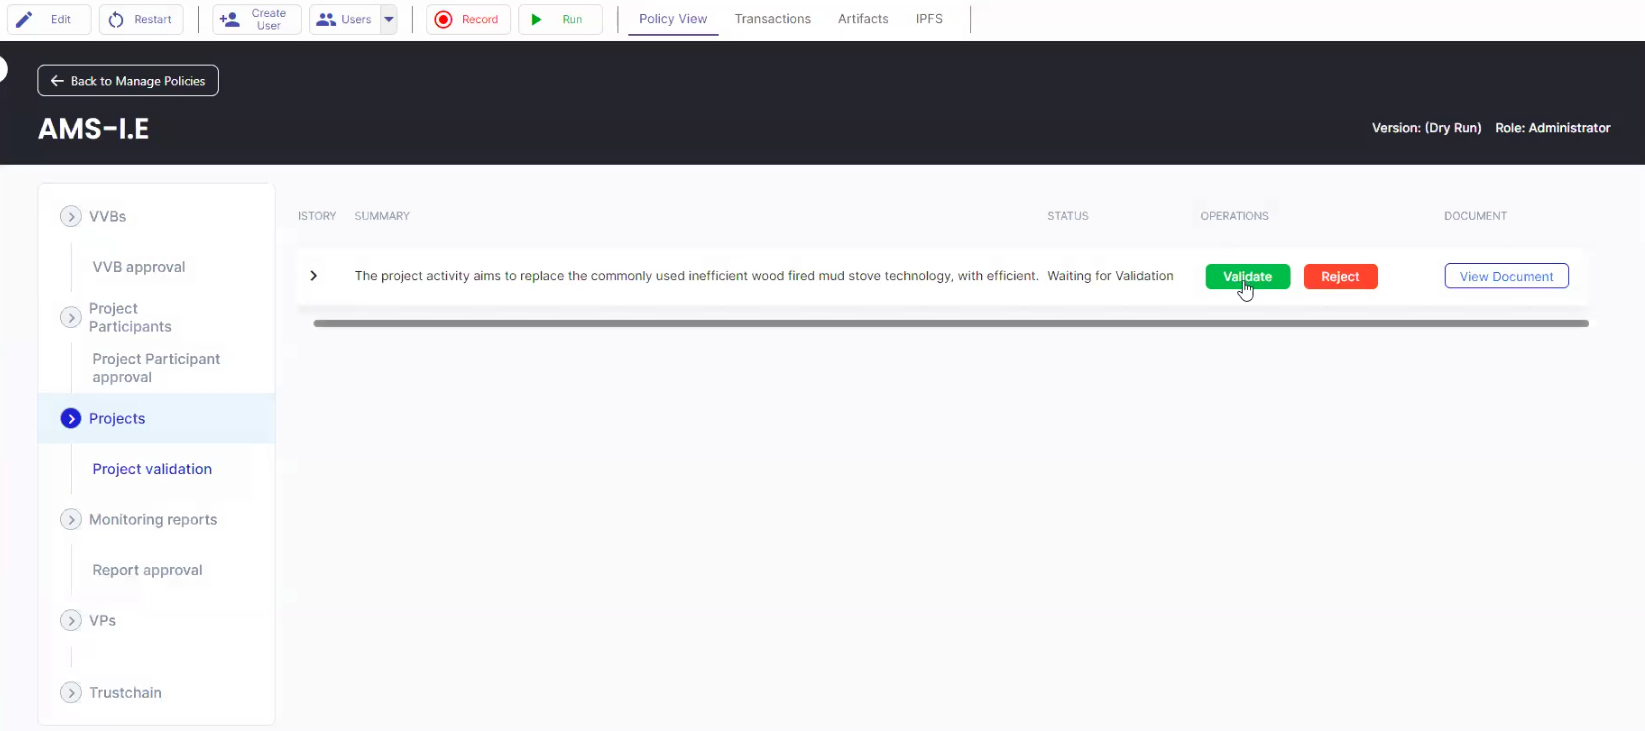 Edit
Restart
Create
User
Users
Record
Run
Policy View
Transactions
Artifacts
IPFS
Back to Manage Policies
AMS-I.E
Version: (Dry Run) Role: Administrator
VVBs
VVB approval
Project
Participants
Project Participant
approval
Projects
Project validation
Monitoring reports
Report approval
VPs
Trustchain
ISTORY SUMMARY STATUS OPERATIONS DOCUMENT
The project activity aims to replace the commonly used inefficient wood fired mud stove technology, with efficient. Waiting for Validation Validate Reject View Document